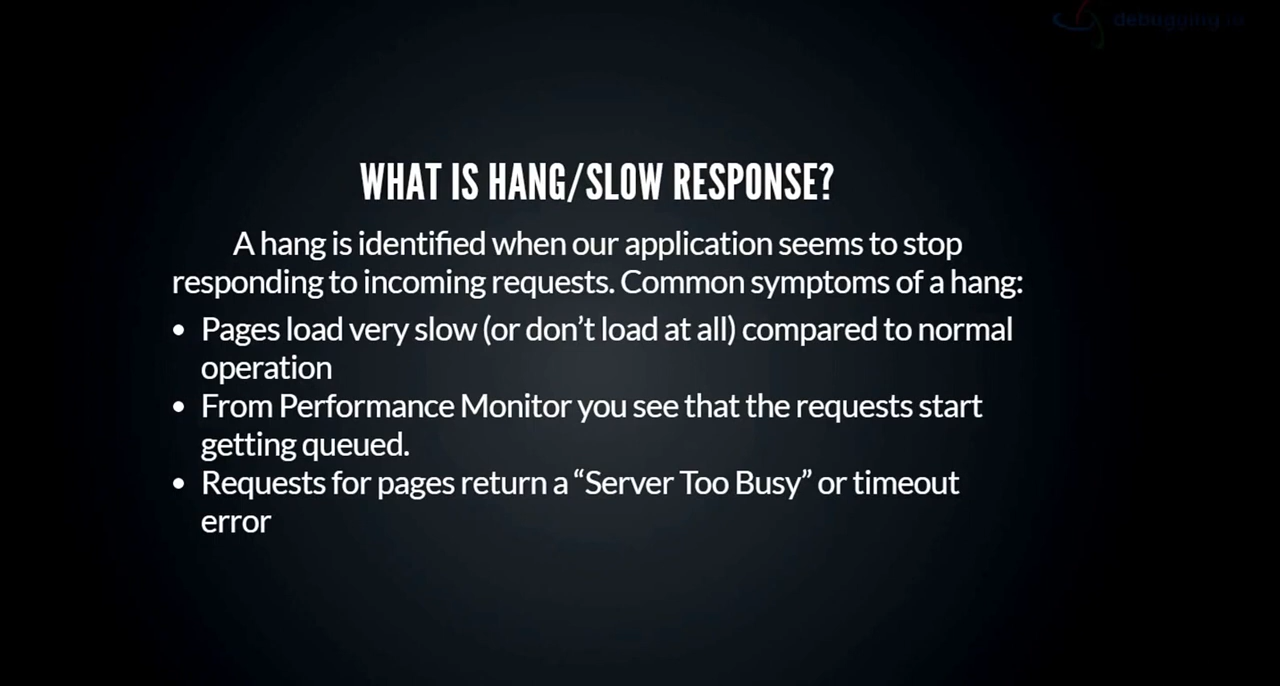 debugging
WHAT IS HANG/SLOW RESPONSE?
A hang is identified when our application seems to stop
responding to incoming requests. Common symptoms of a hang:
• Pages load very slow (or don’t load at all) compared to normal
operation
• From Performance Monitor you see that the requests start
getting queued.
• Requests for pages return a “Server Too Busy” or timeout
error